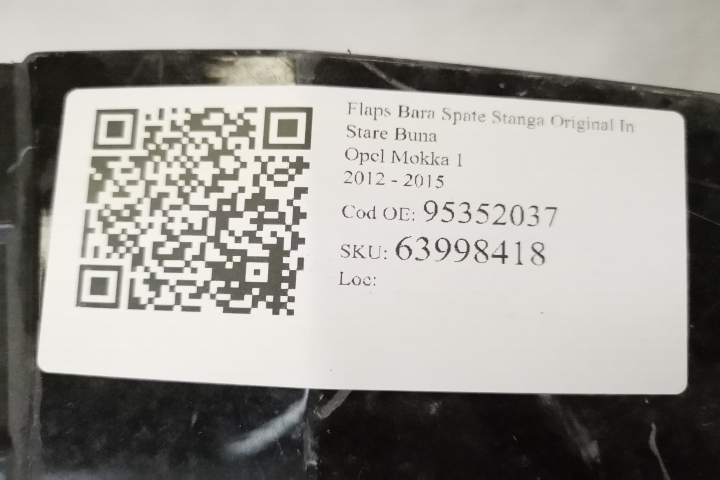 Flaps Bara Spate Stanga Original In
Stare Buna
Opel Mokka 1
2012 - 2015
Cod OE: 95352037
SKU: 63998418
Loc: